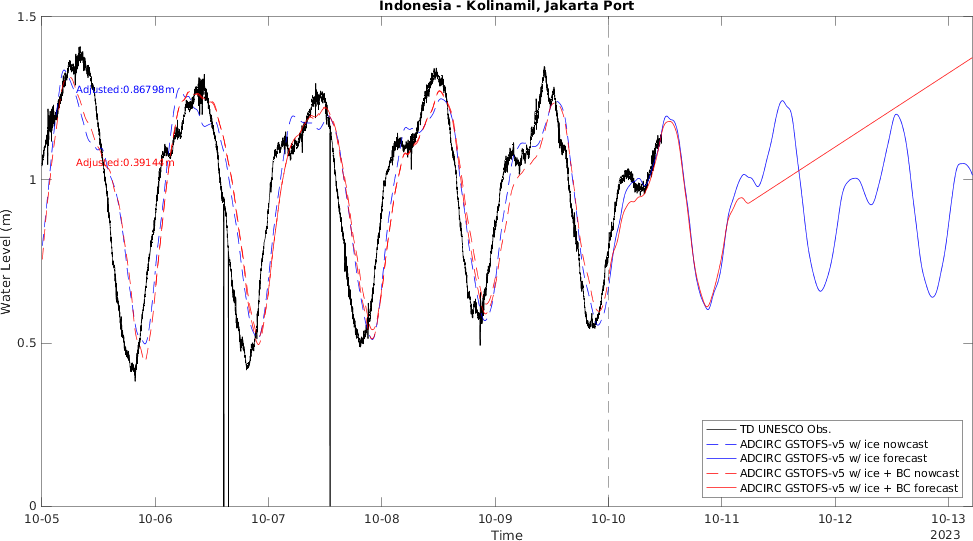 Indonesia - Kolinamil, Jakarta Port
1.5
1
0.5
0
Water Level (m)
Adjusted:0.86798m
Adjusted:0.39144m
TD UNESCO Obs.
ADCIRC GSTOFS-v5 w/ ice nowcast
ADCIRC GSTOFS-v5 w/ ice forecast
ADCIRC GSTOFS-v5 w/ ice + BC nowcast
ADCIRC GSTOFS-v5 w/ ice + BC forecast
10-05 10-06 10-07 10-08 10-09 10-10 10-11 10-12 10-13
Time
2023